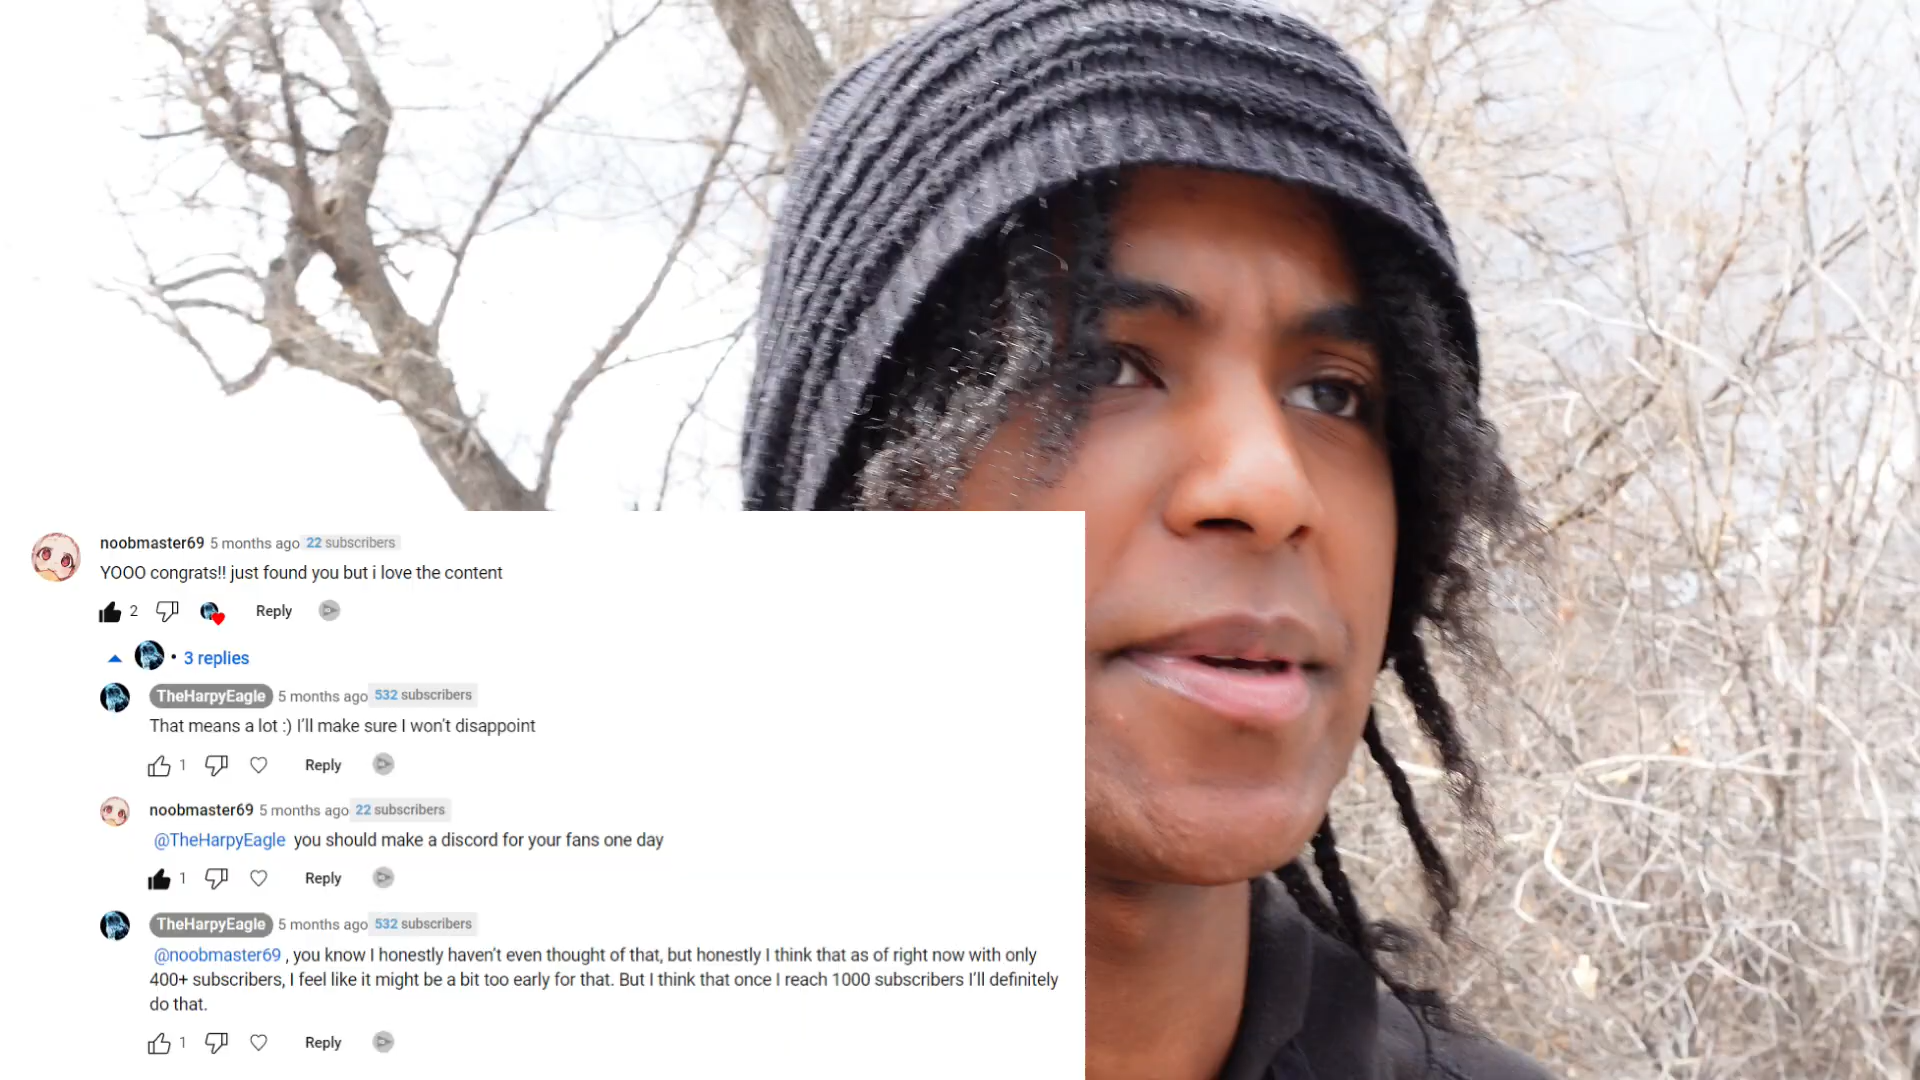 noobmaster69 5 months ago 22 subscribers
YOOO congrats!! just found you but i love the content
2 Reply
• 3 replies
TheHarpyEagle 5 months ago 532 subscribers
That means a lot :) I'll make sure I won't disappoint
1 Reply
noobmaster69 5 months ago 22 subscribers
@TheHarpyEagle you should make a discord for your fans one day
1 Reply
TheHarpyEagle 5 months ago 532 subscribers
@noobmaster69 , you know I honestly haven't even thought of that, but honestly I think that as of right now with only
400+ subscribers, I feel like it might be a bit too early for that. But I think that once I reach 1000 subscribers I'll definitely
do that.
1 Reply